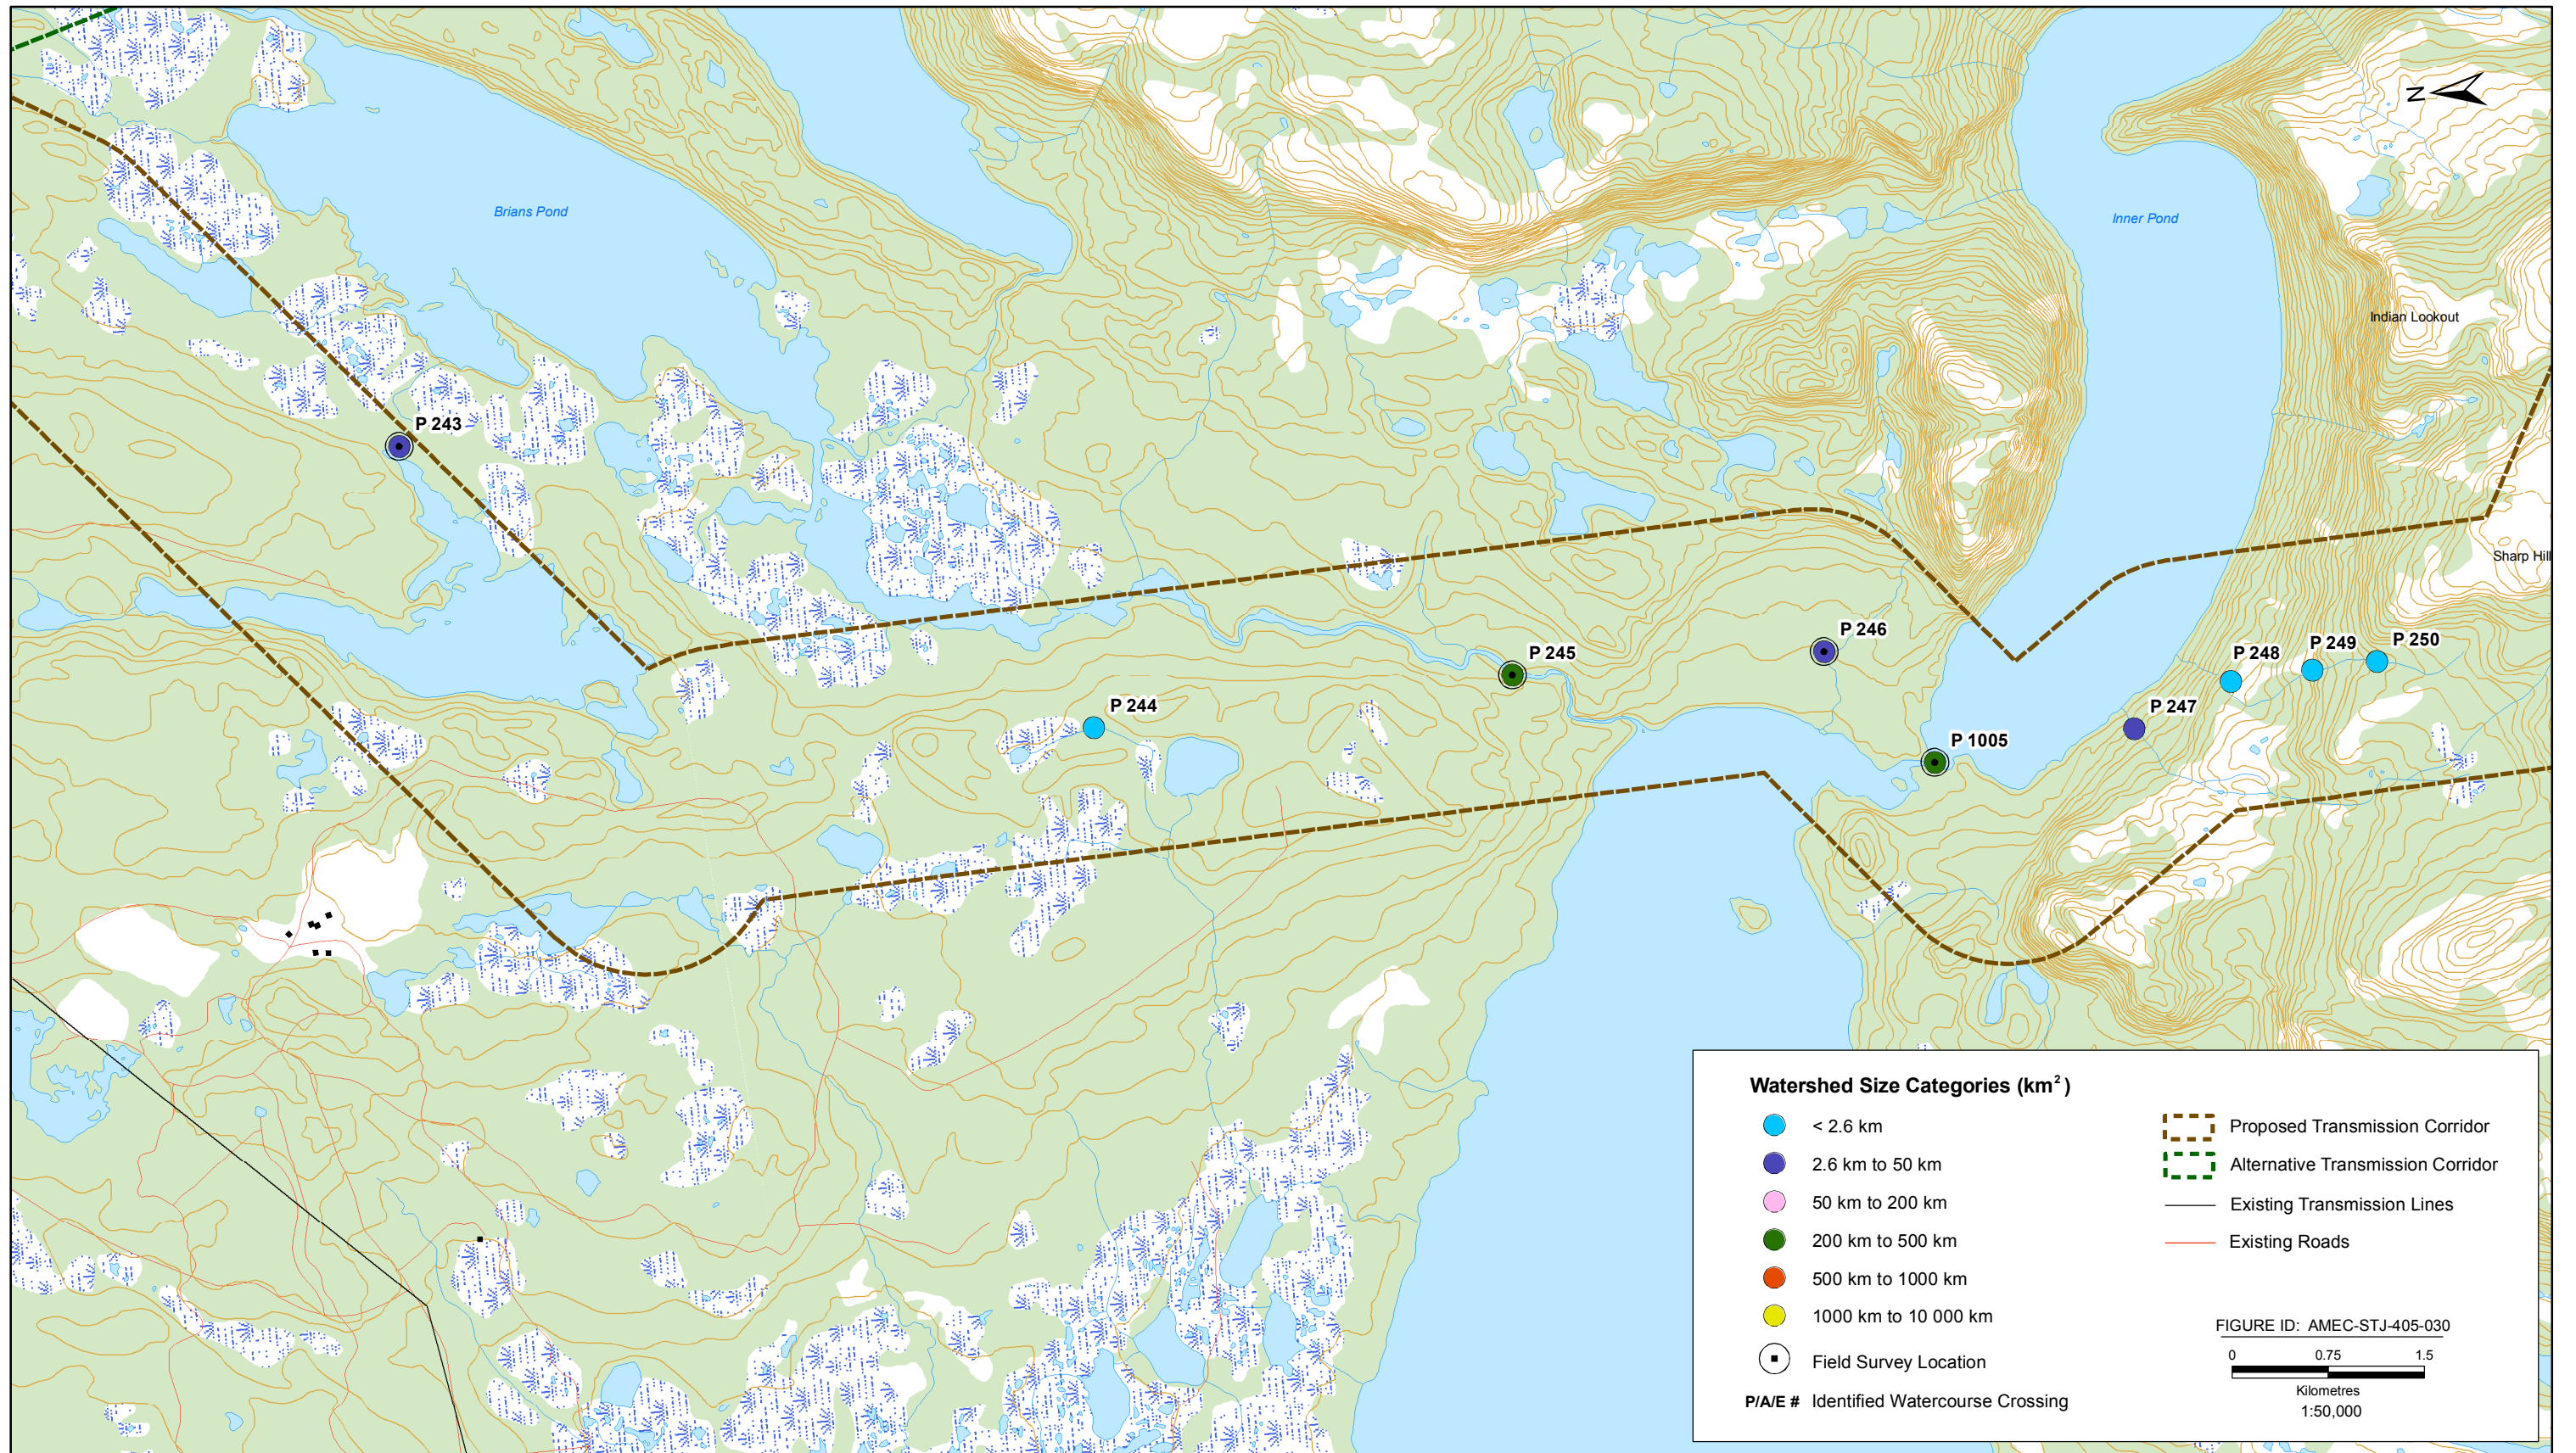 N
Brians Pond
Inner Pond
Indian Lookout
P 243
Sharp Hill
P 246
P 250
P 249
P 245
P 248
P 244
P 247
P 1005
Watershed Size Categories (km²)
< 2.6 km
2.6 km to 50 km
50 km to 200 km
200 km to 500 km
500 km to 1000 km
1000 km to 10 000 km
Field Survey Location
P/A/E # Identified Watercourse Crossing
Proposed Transmission Corridor
Alternative Transmission Corridor
Existing Transmission Lines
Existing Roads
FIGURE ID: AMEC-STJ-405-030
0 0.75 1.5
Kilometres
1:50,000